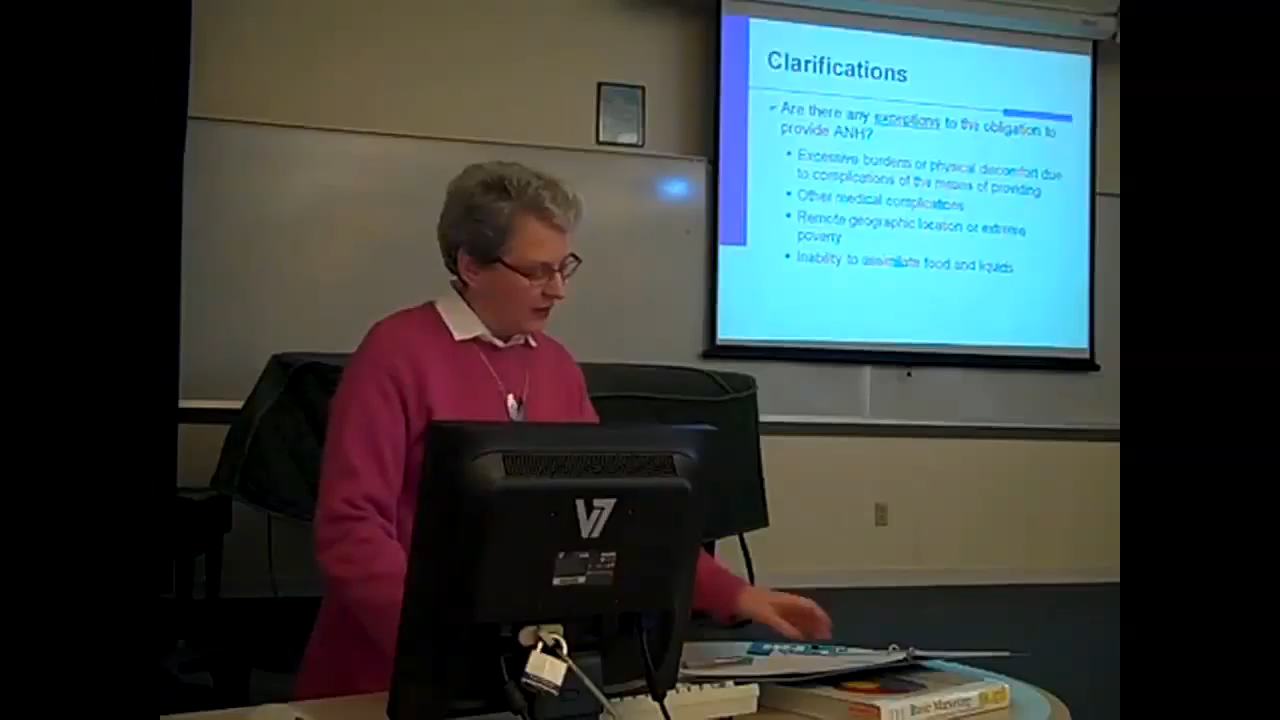 Clarifications
Are there any exceptions to the obligation to
provide ANH?
• Excessive burdens or physical discomfort due
to complications of the means of providing
• Other medical complications
• Remote geographic location or extreme
poverty
• Inability to assimilate food and liquids
V7
Basic Marketing